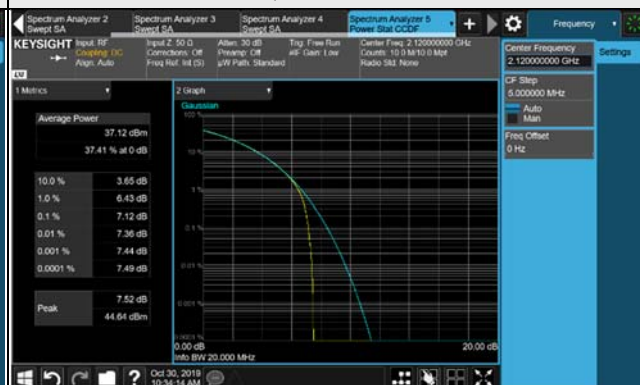 Spectrum Analyzer 2
Swept SA
Spectrum Analyzer 3
Swept SA
Spectrum Analyzer 4
Swept SA
Spectrum Analyzer 5
Power Stat CCDF
Frequency
KEYSIGHT
Input: RF
Coupling: DC
Align: Auto
Input Z: 50 Ω
Corrections: Off
Freq Ref: Int (S)
Atten: 30 dB
Preamp: Off
µW Path: Standard
Trig: Free Run
#IF Gain: Low
Center Freq: 2.120000000 GHz
Counts: 10.0 M/10.0 Mpt
Radio Std: None
Center Frequency
2.120000000 GHz
Settings
CF Step
5.000000 MHz
Auto
Man
Freq Offset
0 Hz
1 Metrics
Average Power
37.12 dBm
37.41 % at 0 dB
10.0 % 3.65 dB
1.0 % 6.43 dB
0.1 % 7.12 dB
0.01 % 7.36 dB
0.001 % 7.44 dB
0.0001 % 7.49 dB
Peak 7.52 dB
44.64 dBm
2 Graph
Gaussian
100 %
10 %
1 %
0.1 %
0.01 %
0.001 %
0.0001 %
0.00 dB
20.00 dB
Info BW 20.000 MHz
Oct 30, 2019
10:34:14 AM